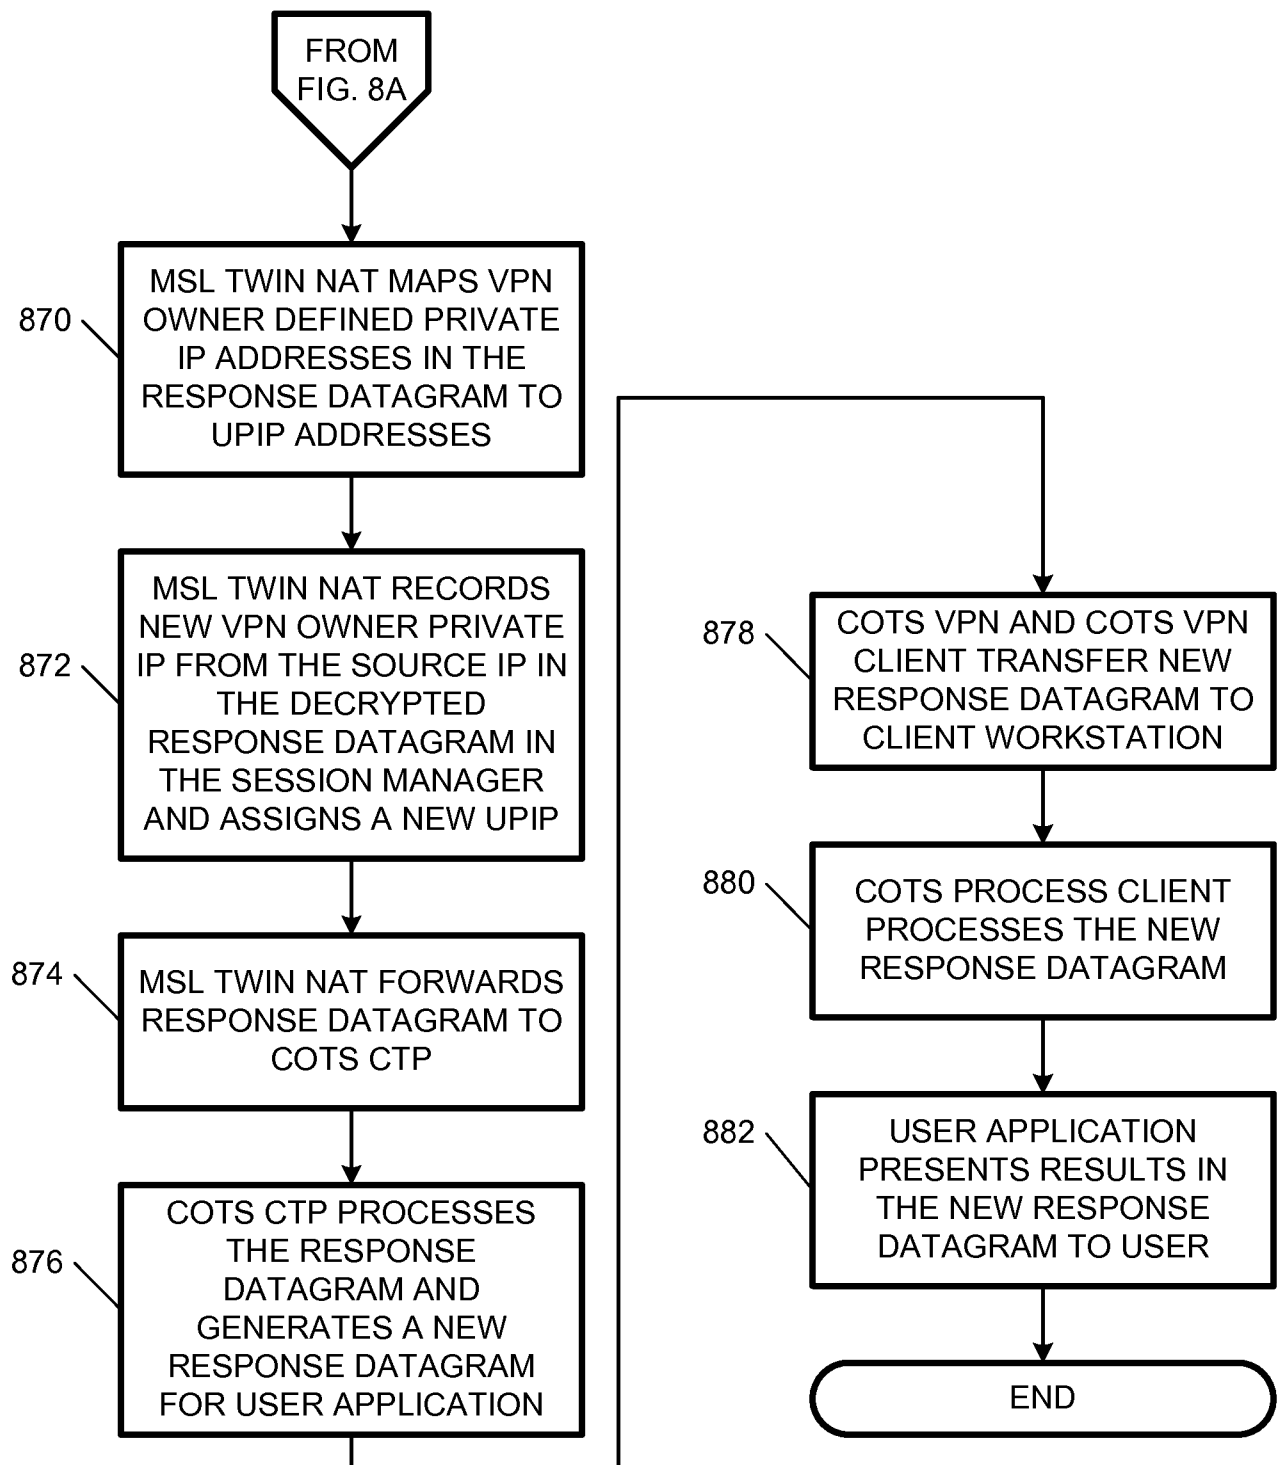 FROM
FIG. 8A
870
MSL TWIN NAT MAPS VPN
OWNER DEFINED PRIVATE
IP ADDRESSES IN THE
RESPONSE DATAGRAM TO
UPIP ADDRESSES
872
MSL TWIN NAT RECORDS
NEW VPN OWNER PRIVATE
IP FROM THE SOURCE IP IN
THE DECRYPTED
RESPONSE DATAGRAM IN
THE SESSION MANAGER
AND ASSIGNS A NEW UPIP
874
MSL TWIN NAT FORWARDS
RESPONSE DATAGRAM TO
COTS CTP
876
COTS CTP PROCESSES
THE RESPONSE
DATAGRAM AND
GENERATES A NEW
RESPONSE DATAGRAM
FOR USER APPLICATION
878
COTS VPN AND COTS VPN
CLIENT TRANSFER NEW
RESPONSE DATAGRAM TO
CLIENT WORKSTATION
880
COTS PROCESS CLIENT
PROCESSES THE NEW
RESPONSE DATAGRAM
882
USER APPLICATION
PRESENTS RESULTS IN
THE NEW RESPONSE
DATAGRAM TO USER
END